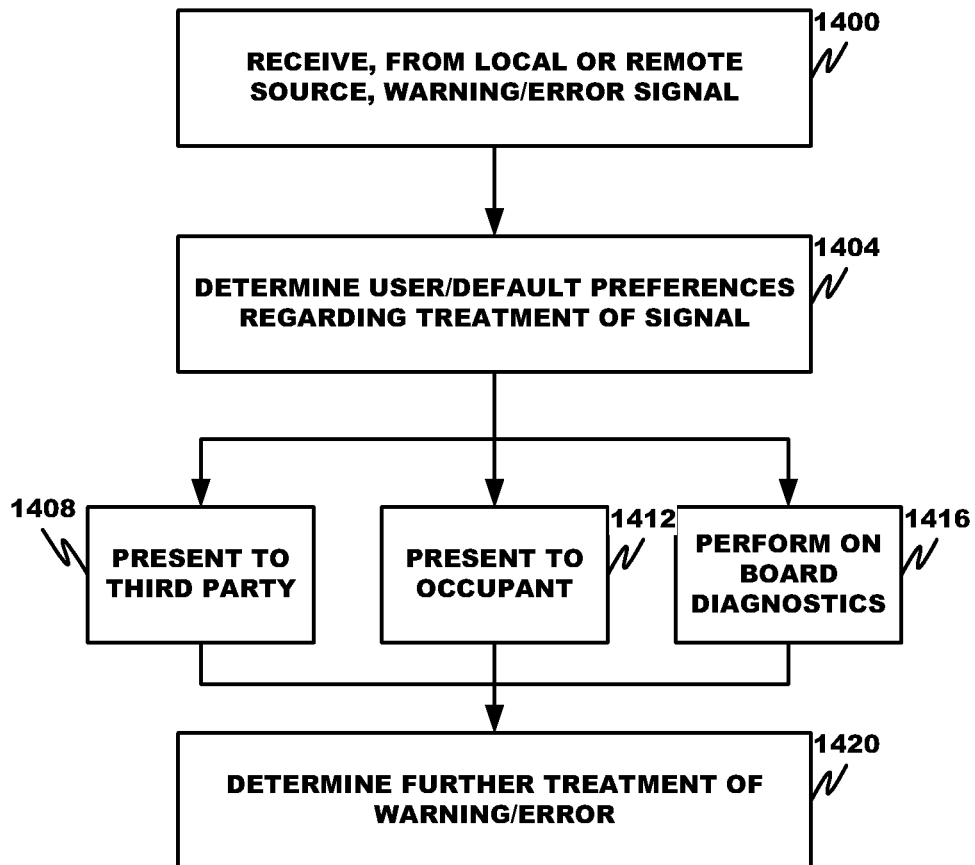 1400
RECEIVE, FROM LOCAL OR REMOTE
SOURCE, WARNING/ERROR SIGNAL
1404
DETERMINE USER/DEFAULT PREFERENCES
REGARDING TREATMENT OF SIGNAL
1408
PRESENT TO
THIRD PARTY
1412
PRESENT TO
OCCUPANT
1416
PERFORM ON
BOARD
DIAGNOSTICS
1420
DETERMINE FURTHER TREATMENT OF
WARNING/ERROR